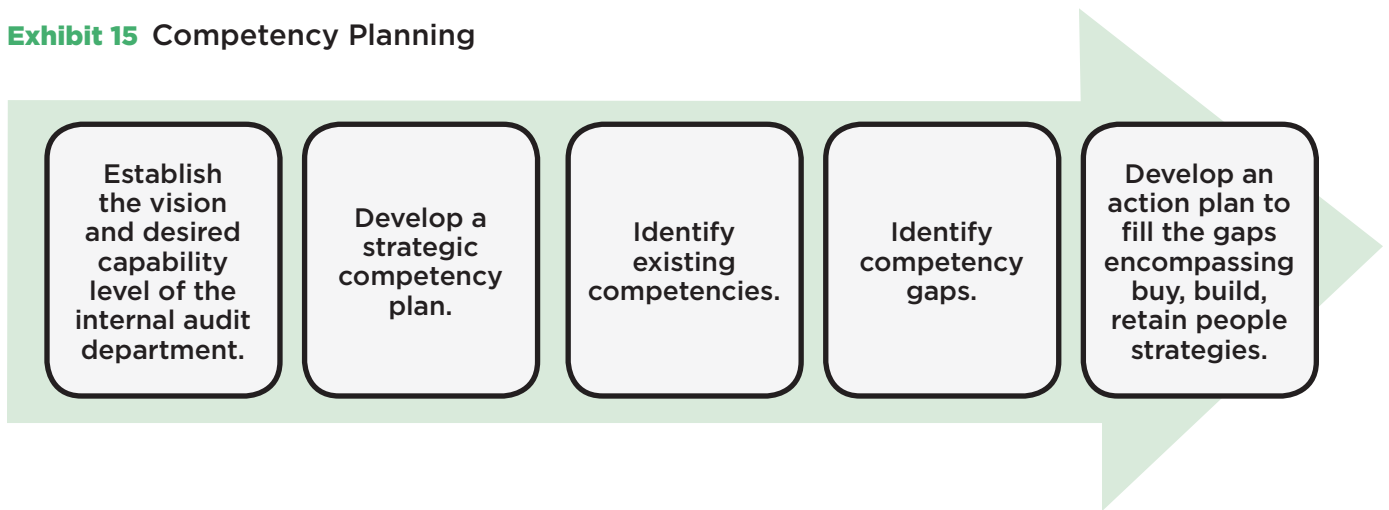 Exhibit 15 Competency Planning
Establish
the vision
and desired
capability
level of the
internal audit
department.
Develop a
strategic
competency
plan.
Identify
existing
competencies.
Identify
competency
gaps.
Develop an
action plan to
fill the gaps
encompassing
buy, build,
retain people
strategies.